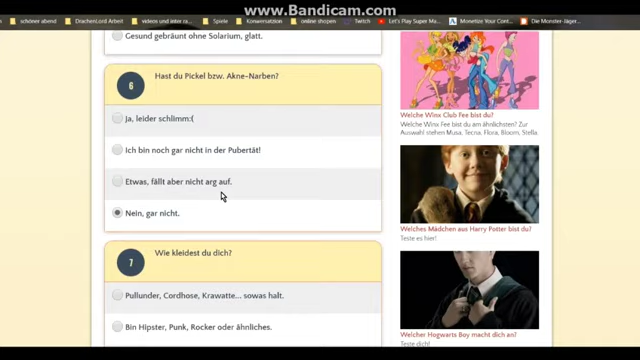 www.Bandicam.com
schöner abend
DrachenLord Arbeit
videos und inter ra
Spiele
Konversatzion
online shopen
Twitch
Let's Play Super Ma
Monetize Your Cont
Die Monster-Jäger
Gesund gebräunt ohne Solarium, glatt.
6
Hast du Pickel bzw. Akne-Narben?
Ja, leider schlimm:(
Ich bin noch gar nicht in der Pubertät!
Etwas, fällt aber nicht arg auf.
Nein, gar nicht.
7
Wie kleidest du dich?
Pullunder, Cordhose, Krawatte... sowas halt.
Bin Hipster, Punk, Rocker oder ähnliches.
Welche Winx Club Fee bist du?
Welche Winx Fee bist du am ähnlichsten? Zur
Auswahl stehen Musa, Tecna, Flora, Bloom, Stella.
Welches Mädchen aus Harry Potter bist du?
Teste es hier!
Welcher Hogwarts Boy macht dich an?
Teste dich!